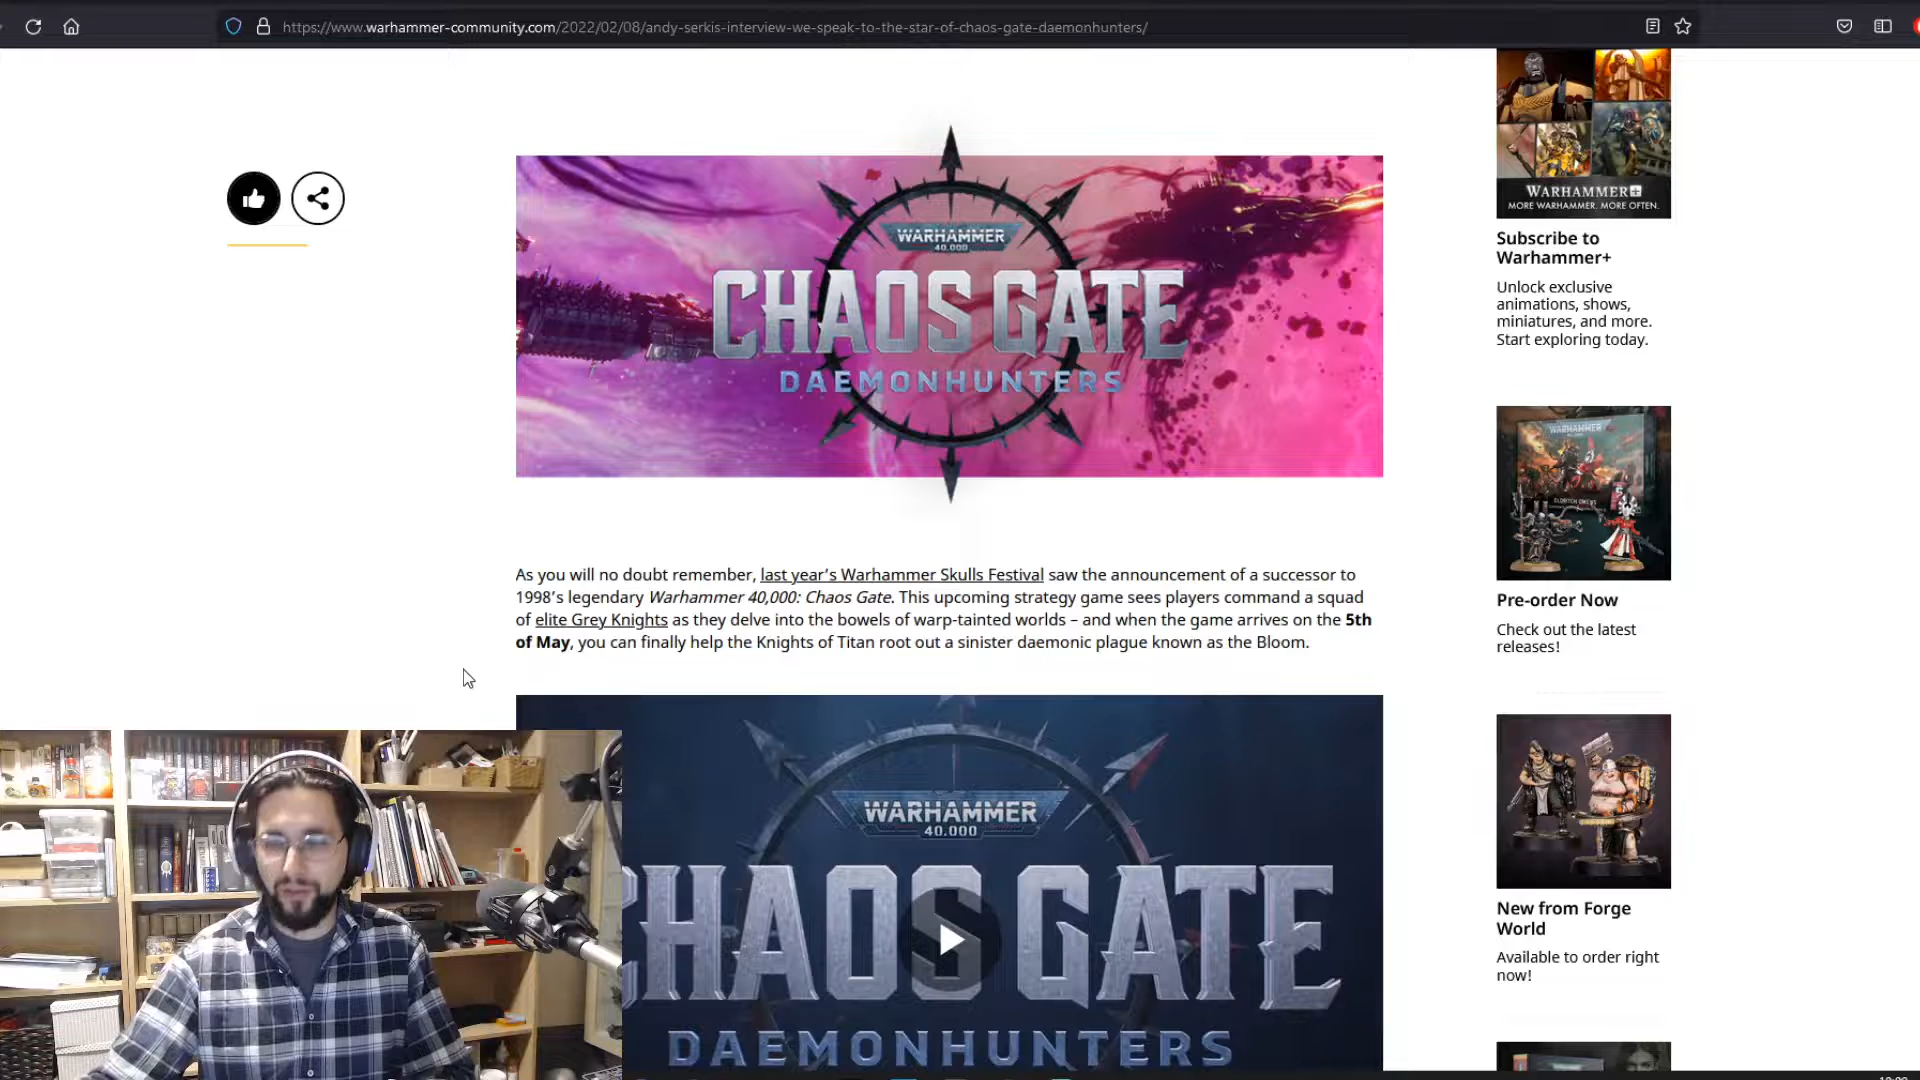 https://www.warhammer-community.com/2022/02/08/andy-serkis-interview-we-speak-to-the-star-of-chaos-gate-daemonhunters/
WARHAMMER
40,000
CHAOS GATE
DAEMONHUNTERS
As you will no doubt remember, last year's Warhammer Skulls Festival saw the announcement of a successor to
1998's legendary Warhammer 40,000: Chaos Gate. This upcoming strategy game sees players command a squad
of elite Grey Knights as they delve into the bowels of warp-tainted worlds – and when the game arrives on the 5th
of May, you can finally help the Knights of Titan root out a sinister daemonic plague known as the Bloom.
WARHAMMER
40,000
CHAOS GATE
DAEMONHUNTERS
WARHAMMER+
MORE WARHAMMER. MORE OFTEN.
Subscribe to
Warhammer+
Unlock exclusive
animations, shows,
miniatures, and more.
Start exploring today.
WARHAMMER
Pre-order Now
Check out the latest
releases!
New from Forge
World
Available to order right
now!